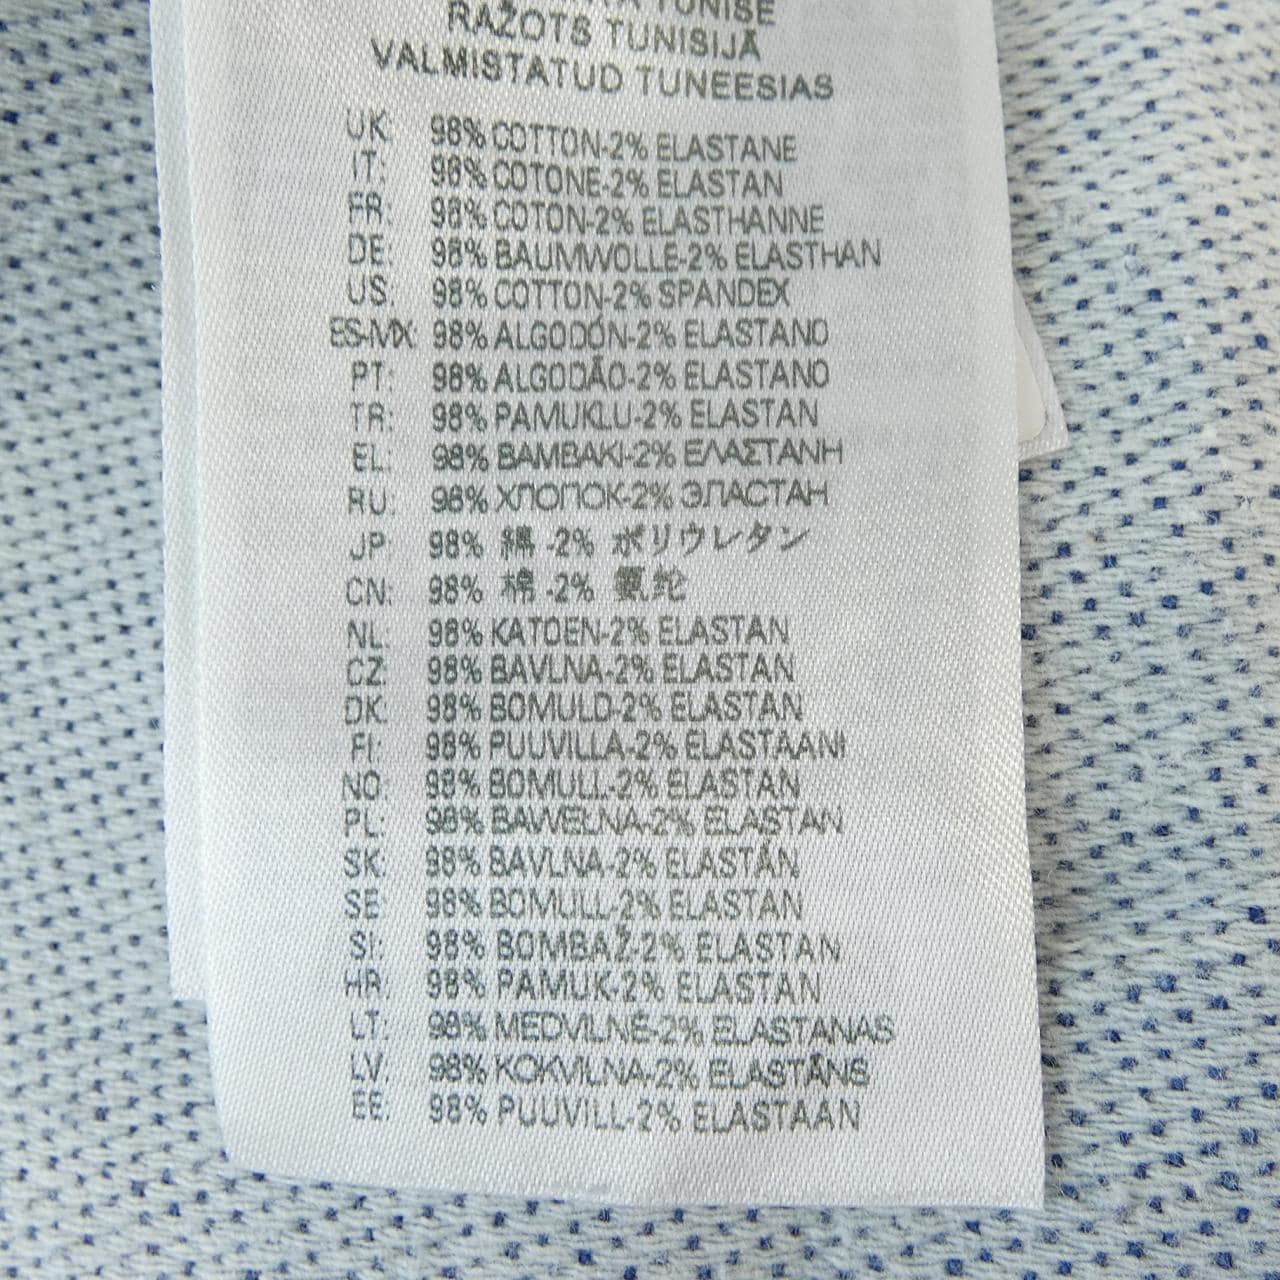 TUNISE
RAŽOTS TUNISIJĀ
VALMISTATUD TUNEESIAS
UK: 98% COTTON-2% ELASTANE
IT: 98% COTONE-2% ELASTAN
FR: 98% COTON-2% ELASTHANNE
DE: 98% BAUMWOLLE-2% ELASTHAN
US: 98% COTTON-2% SPANDEX
ES-MX: 98% ALGODÓN-2% ELASTANO
PT: 98% ALGODÃO-2% ELASTANO
TR: 98% PAMUKLU-2% ELASTAN
EL: 98% ΒΑΜΒΑΚΙ-2% ΕΛΑΣΤΑΝΗ
RU: 98% ХЛОПОК-2% ЭЛАСТАН
JP: 98% 綿 -2% ポリウレタン
CN: 98% 棉 -2% 氨纶
NL: 98% KATOEN-2% ELASTAN
CZ: 98% BAVLNA-2% ELASTAN
DK: 98% BOMULD-2% ELASTAN
FI: 98% PUUVILLA-2% ELASTAANI
NO: 98% BOMULL-2% ELASTAN
PL: 98% BAWEŁNA-2% ELASTAN
SK: 98% BAVLNA-2% ELASTÁN
SE: 98% BOMULL-2% ELASTAN
SI: 98% BOMBAŽ-2% ELASTAN
HR: 98% PAMUK-2% ELASTAN
LT: 98% MEDVILNĖ-2% ELASTANAS
LV: 98% KOKVILNA-2% ELASTĀNS
EE: 98% PUUVILL-2% ELASTAAN